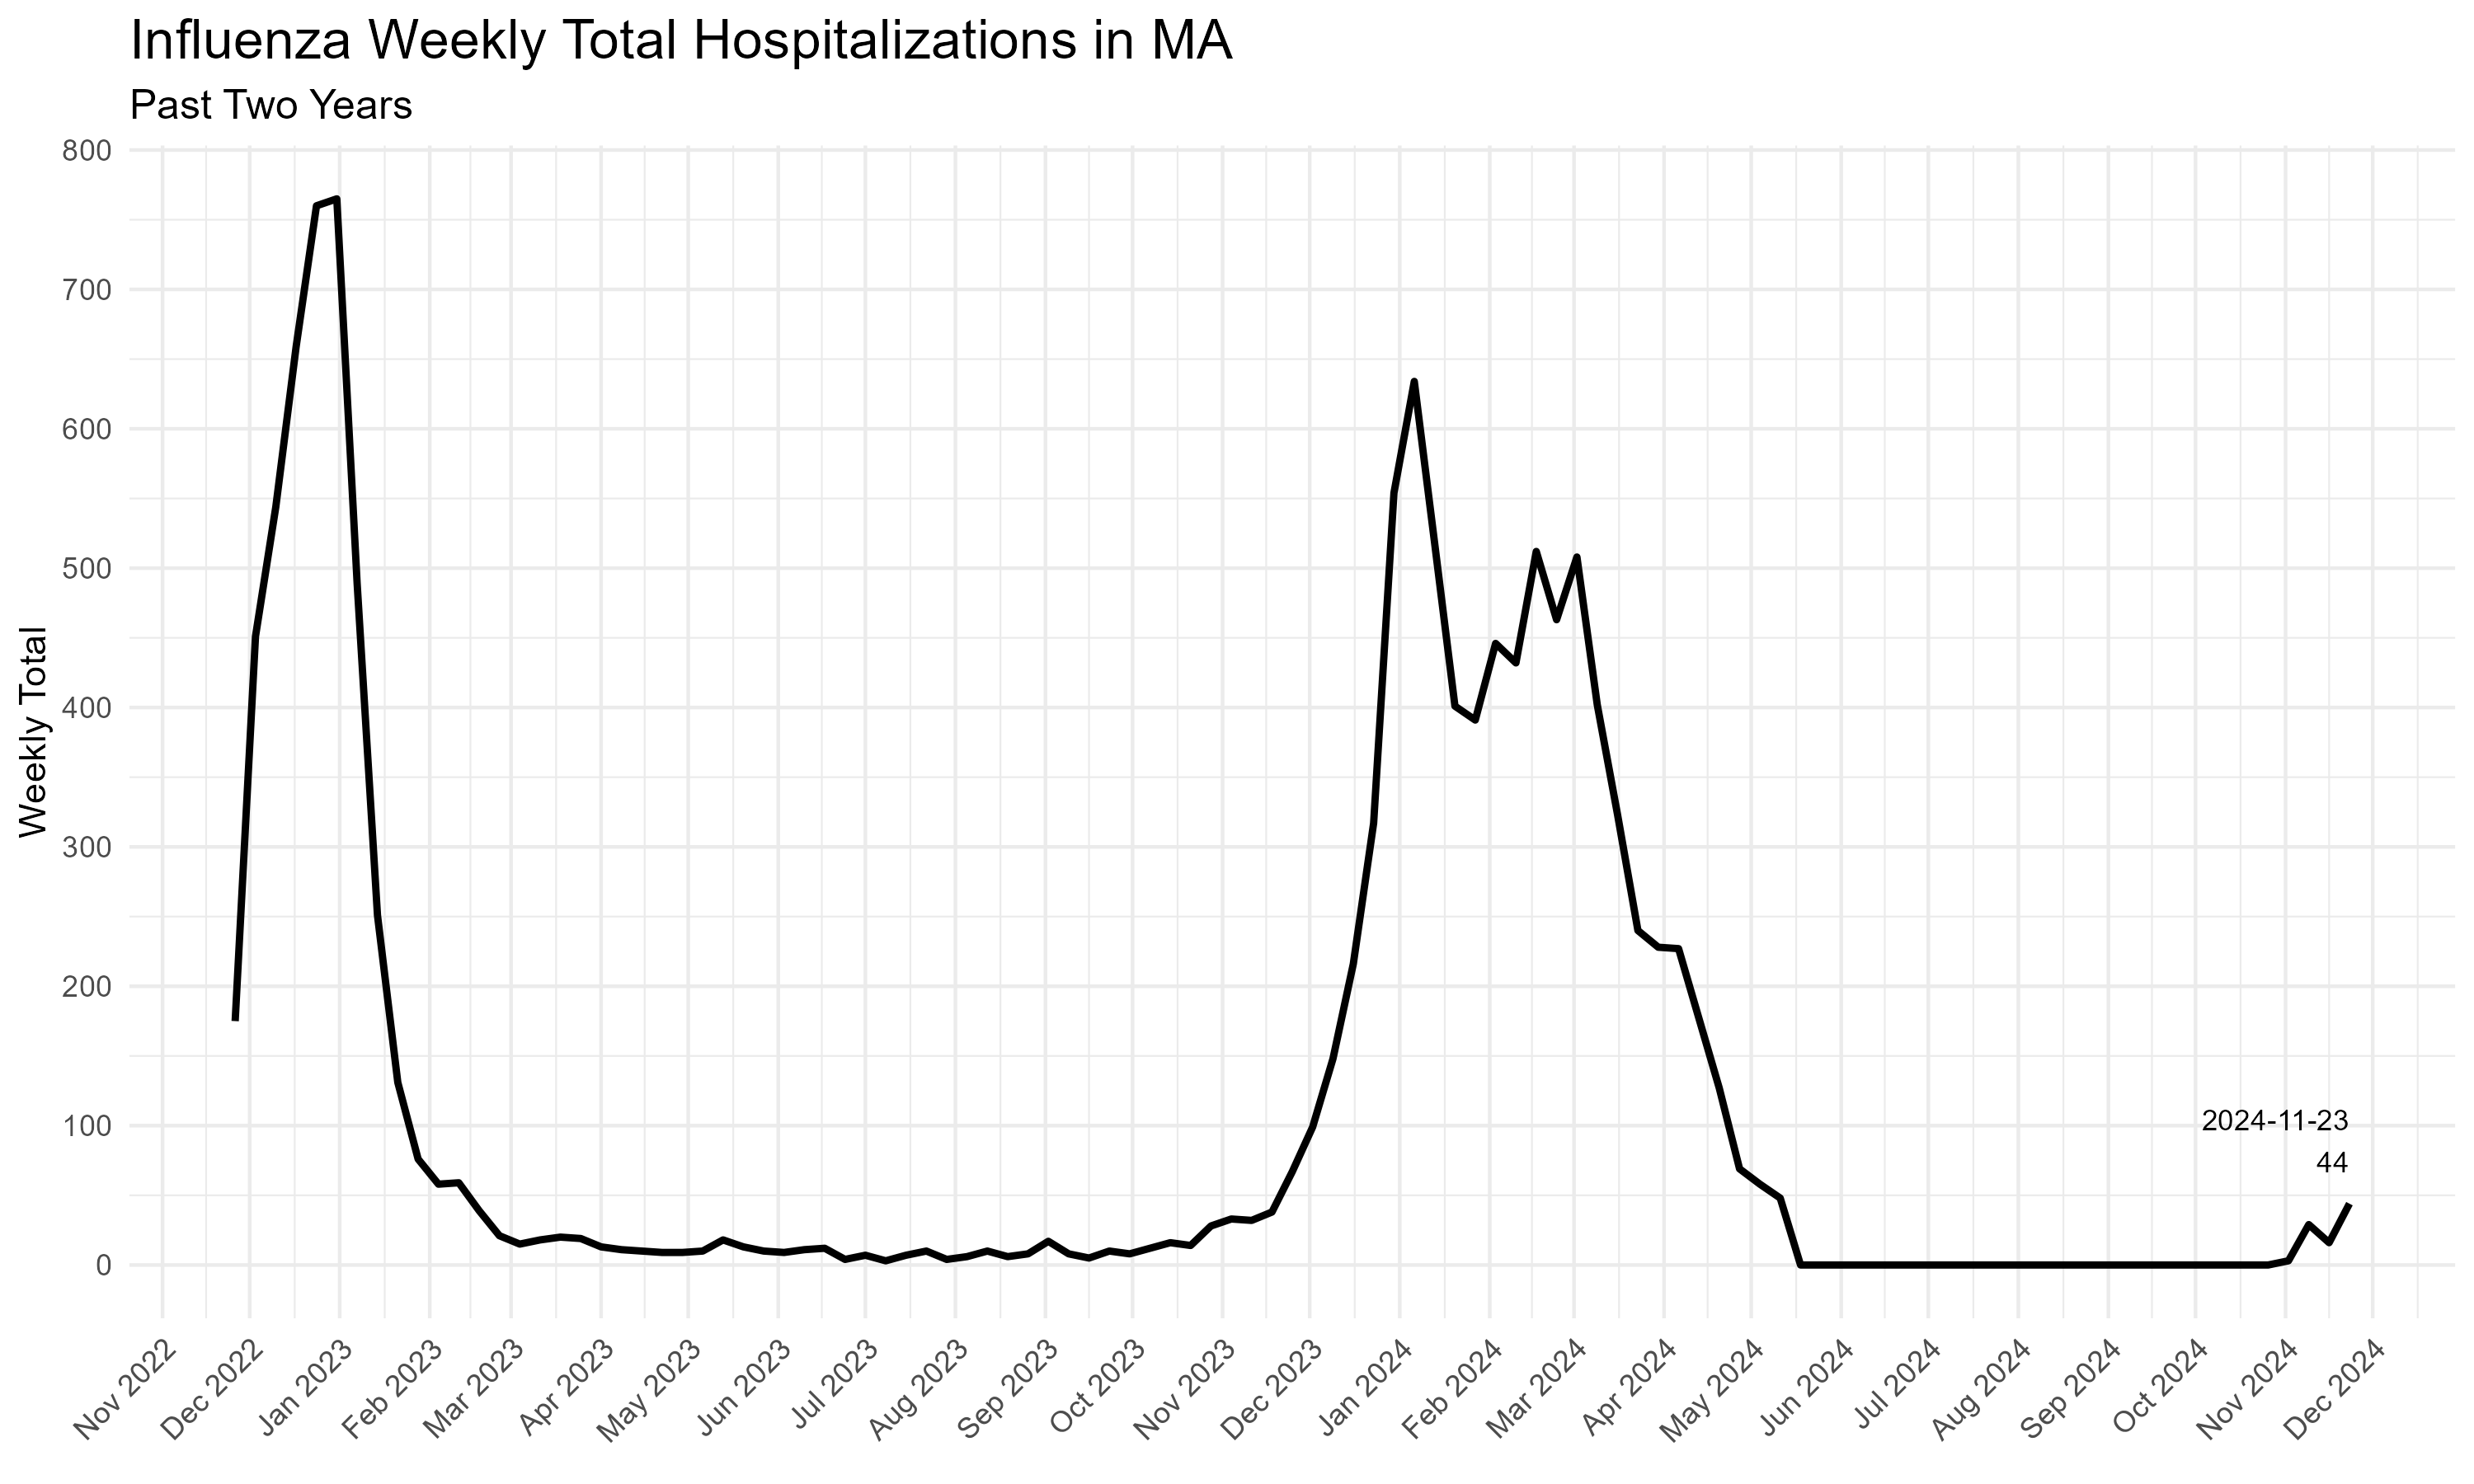 Influenza Weekly Total Hospitalizations in MA
Past Two Years
Weekly Total
800
700
600
500
400
300
200
100
0
2024-11-23
44
Nov 2022
Dec 2022
Jan 2023
Feb 2023
Mar 2023
Apr 2023
May 2023
Jun 2023
Jul 2023
Aug 2023
Sep 2023
Oct 2023
Nov 2023
Dec 2023
Jan 2024
Feb 2024
Mar 2024
Apr 2024
May 2024
Jun 2024
Jul 2024
Aug 2024
Sep 2024
Oct 2024
Nov 2024
Dec 2024